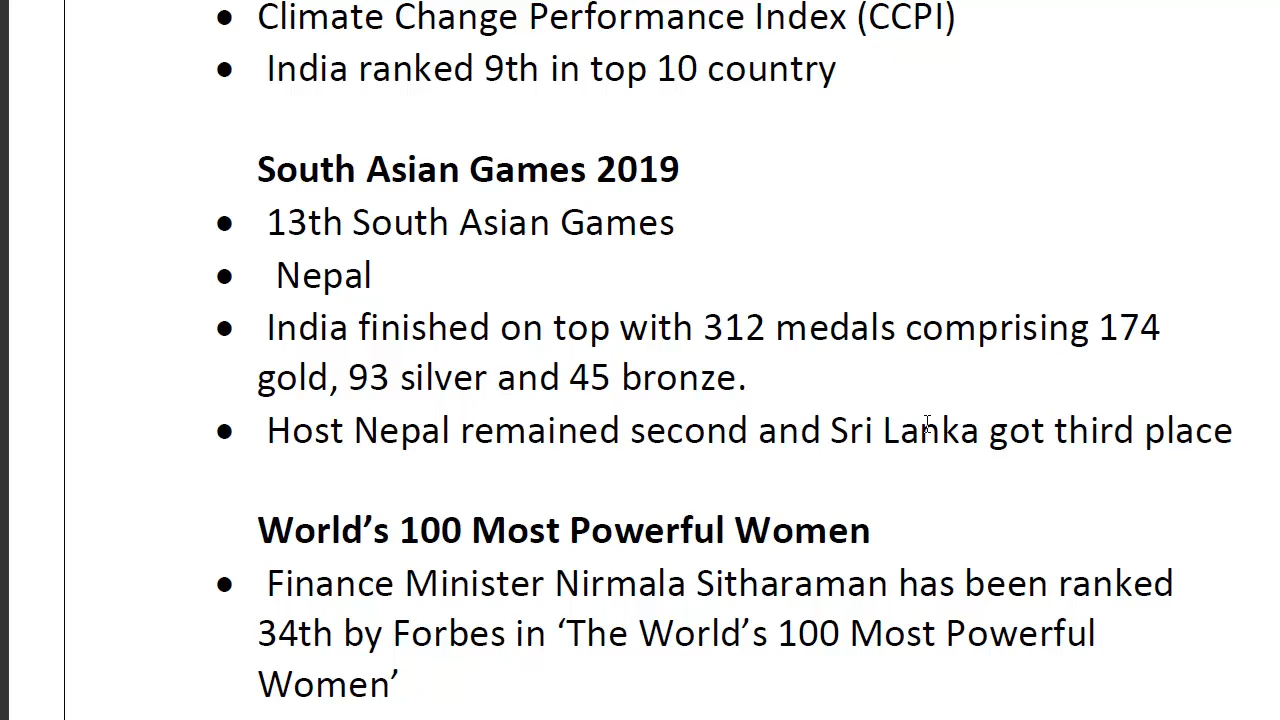 • Climate Change Performance Index (CCPI)
• India ranked 9th in top 10 country
South Asian Games 2019
• 13th South Asian Games
• Nepal
• India finished on top with 312 medals comprising 174
gold, 93 silver and 45 bronze.
• Host Nepal remained second and Sri Lanka got third place
World’s 100 Most Powerful Women
• Finance Minister Nirmala Sitharaman has been ranked
34th by Forbes in ‘The World’s 100 Most Powerful
Women’